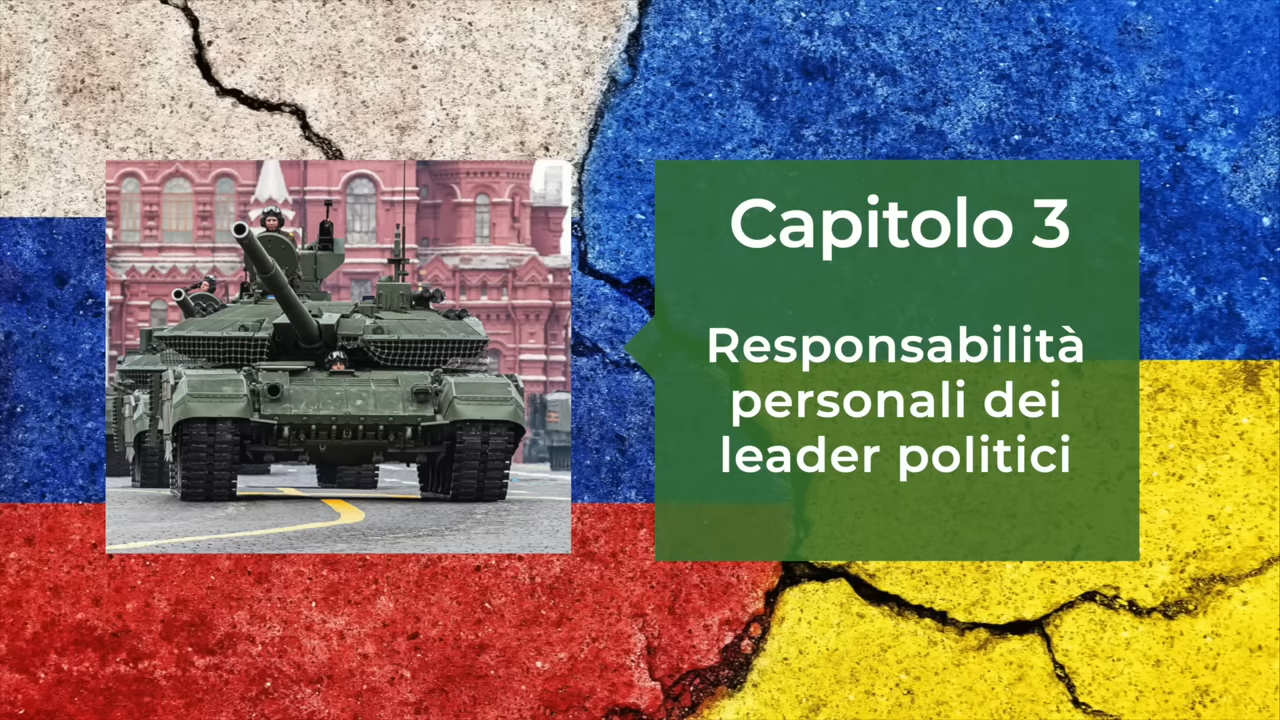 Capitolo 3
Responsabilità
personali dei
leader politici